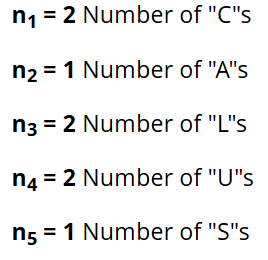 n₁ = 2 Number of "C"s
n₂ = 1 Number of "A"s
n₃ = 2 Number of "L"s
n₄ = 2 Number of "U"s
n₅ = 1 Number of "S"s